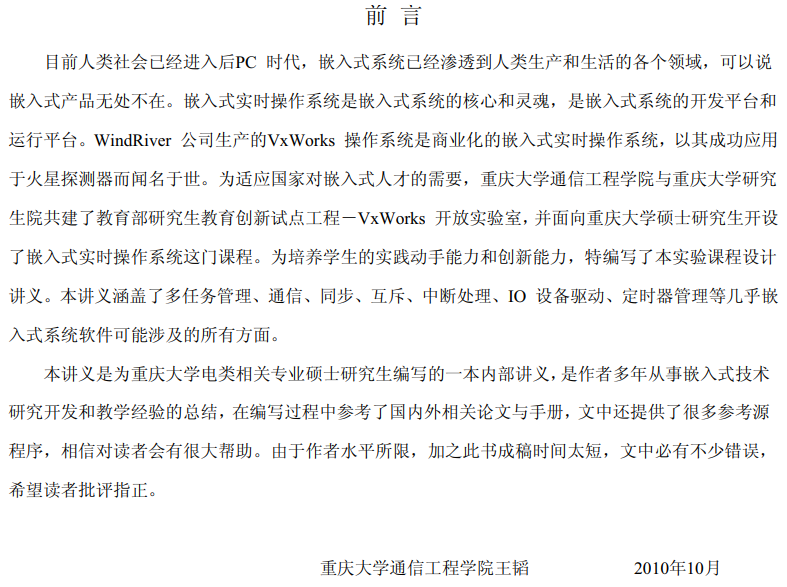 前 言
目前人类社会已经进入后PC 时代，嵌入式系统已经渗透到人类生产和生活的各个领域，可以说
嵌入式产品无处不在。嵌入式实时操作系统是嵌入式系统的核心和灵魂，是嵌入式系统的开发平台和
运行平台。WindRiver 公司生产的VxWorks 操作系统是商业化的嵌入式实时操作系统，以其成功应用
于火星探测器而闻名于世。为适应国家对嵌入式人才的需要，重庆大学通信工程学院与重庆大学研究
生院共建了教育部研究生教育创新试点工程－VxWorks 开放实验室，并面向重庆大学硕士研究生开设
了嵌入式实时操作系统这门课程。为培养学生的实践动手能力和创新能力，特编写了本实验课程设计
讲义。本讲义涵盖了多任务管理、通信、同步、互斥、中断处理、IO 设备驱动、定时器管理等几乎嵌
入式系统软件可能涉及的所有方面。
本讲义是为重庆大学电类相关专业硕士研究生编写的一本内部讲义，是作者多年从事嵌入式技术
研究开发和教学经验的总结，在编写过程中参考了国内外相关论文与手册，文中还提供了很多参考源
程序，相信对读者会有很大帮助。由于作者水平所限，加之此书成稿时间太短，文中必有不少错误，
希望读者批评指正。
重庆大学通信工程学院王韬 2010年10月